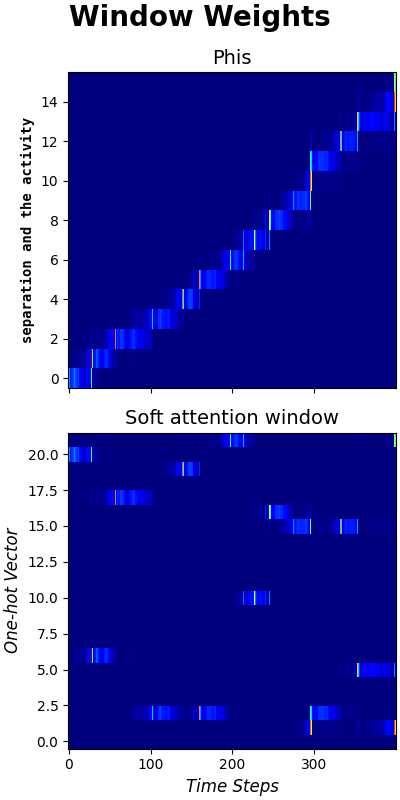 Window Weights
Phis
14
12
10
8
6
4
2
0
separation and the activity
Soft attention window
20.0
17.5
15.0
12.5
10.0
7.5
5.0
2.5
0.0
One-hot Vector
0 100 200 300
Time Steps